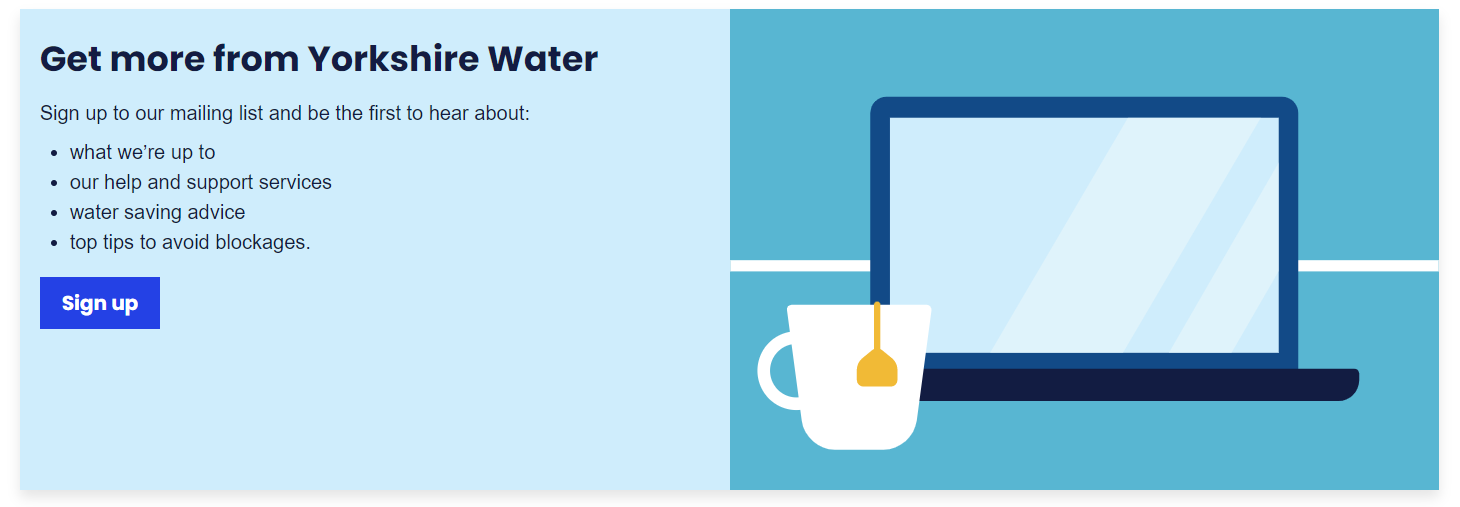 Get more from Yorkshire Water
Sign up to our mailing list and be the first to hear about:
• what we’re up to
• our help and support services
• water saving advice
• top tips to avoid blockages.
Sign up